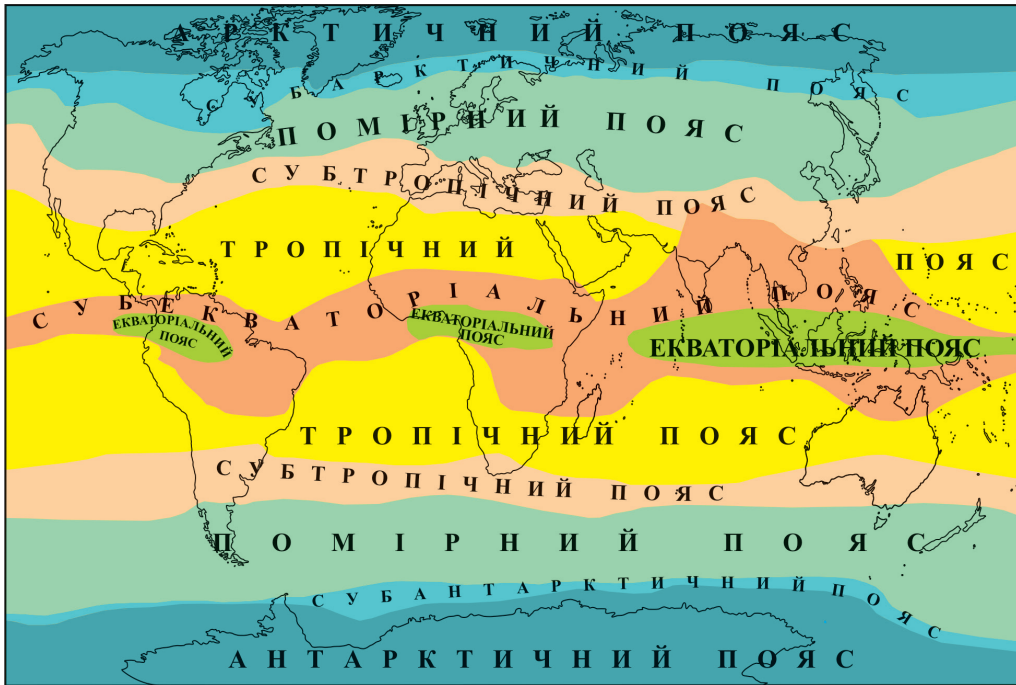 АРКТИЧНИЙ ПОЯС
СУБАРКТИЧНИЙ ПОЯС
ПОМІРНИЙ ПОЯС
СУБТРОПІЧНИЙ ПОЯС
ТРОПІЧНИЙ ПОЯС
СУБЕКВАТОРІАЛЬНИЙ ПОЯС
ЕКВАТОРІАЛЬНИЙ
ПОЯС
ЕКВАТОРІАЛЬНИЙ
ПОЯС
ЕКВАТОРІАЛЬНИЙ ПОЯС
ТРОПІЧНИЙ ПОЯС
СУБТРОПІЧНИЙ ПОЯС
ПОМІРНИЙ ПОЯС
СУБАНТАРКТИЧНИЙ ПОЯС
АНТАРКТИЧНИЙ ПОЯС